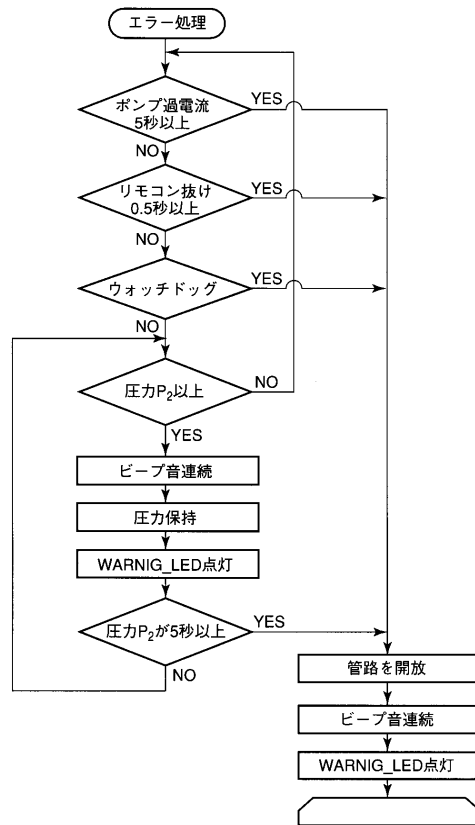 エラー処理
ポンプ過電流
5秒以上
YES
NO
リモコン抜け
0.5秒以上
YES
NO
ウォッチドッグ
YES
NO
圧力P₂以上
NO
YES
ビープ音連続
圧力保持
WARNIG_LED点灯
圧力P₂が5秒以上
YES
NO
管路を開放
ビープ音連続
WARNIG_LED点灯